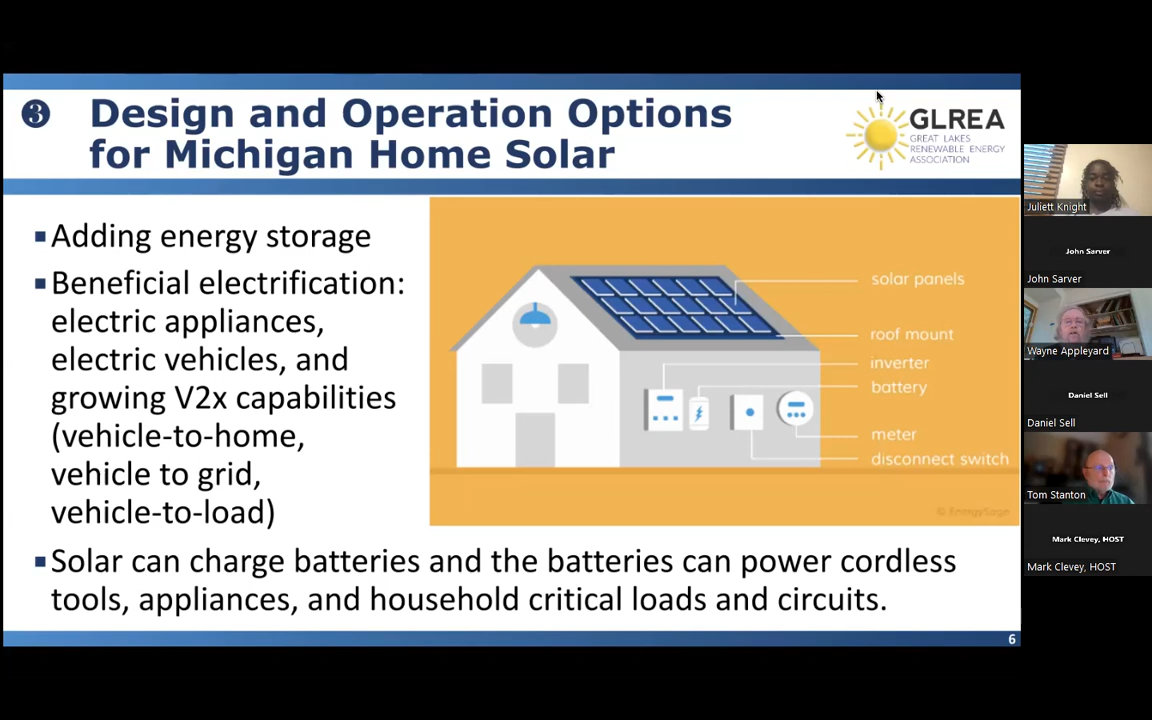 ❸ Design and Operation Options
for Michigan Home Solar
GLREA
GREAT LAKES
RENEWABLE ENERGY
ASSOCIATION
▪Adding energy storage
▪Beneficial electrification:
electric appliances,
electric vehicles, and
growing V2x capabilities
(vehicle-to-home,
vehicle to grid,
vehicle-to-load)
solar panels
roof mount
inverter
battery
meter
disconnect switch
© EnergySage
▪Solar can charge batteries and the batteries can power cordless
tools, appliances, and household critical loads and circuits.
6
Juliett Knight
John Sarver
John Sarver
Wayne Appleyard
Daniel Sell
Daniel Sell
Tom Stanton
Mark Clevey, HOST
Mark Clevey, HOST